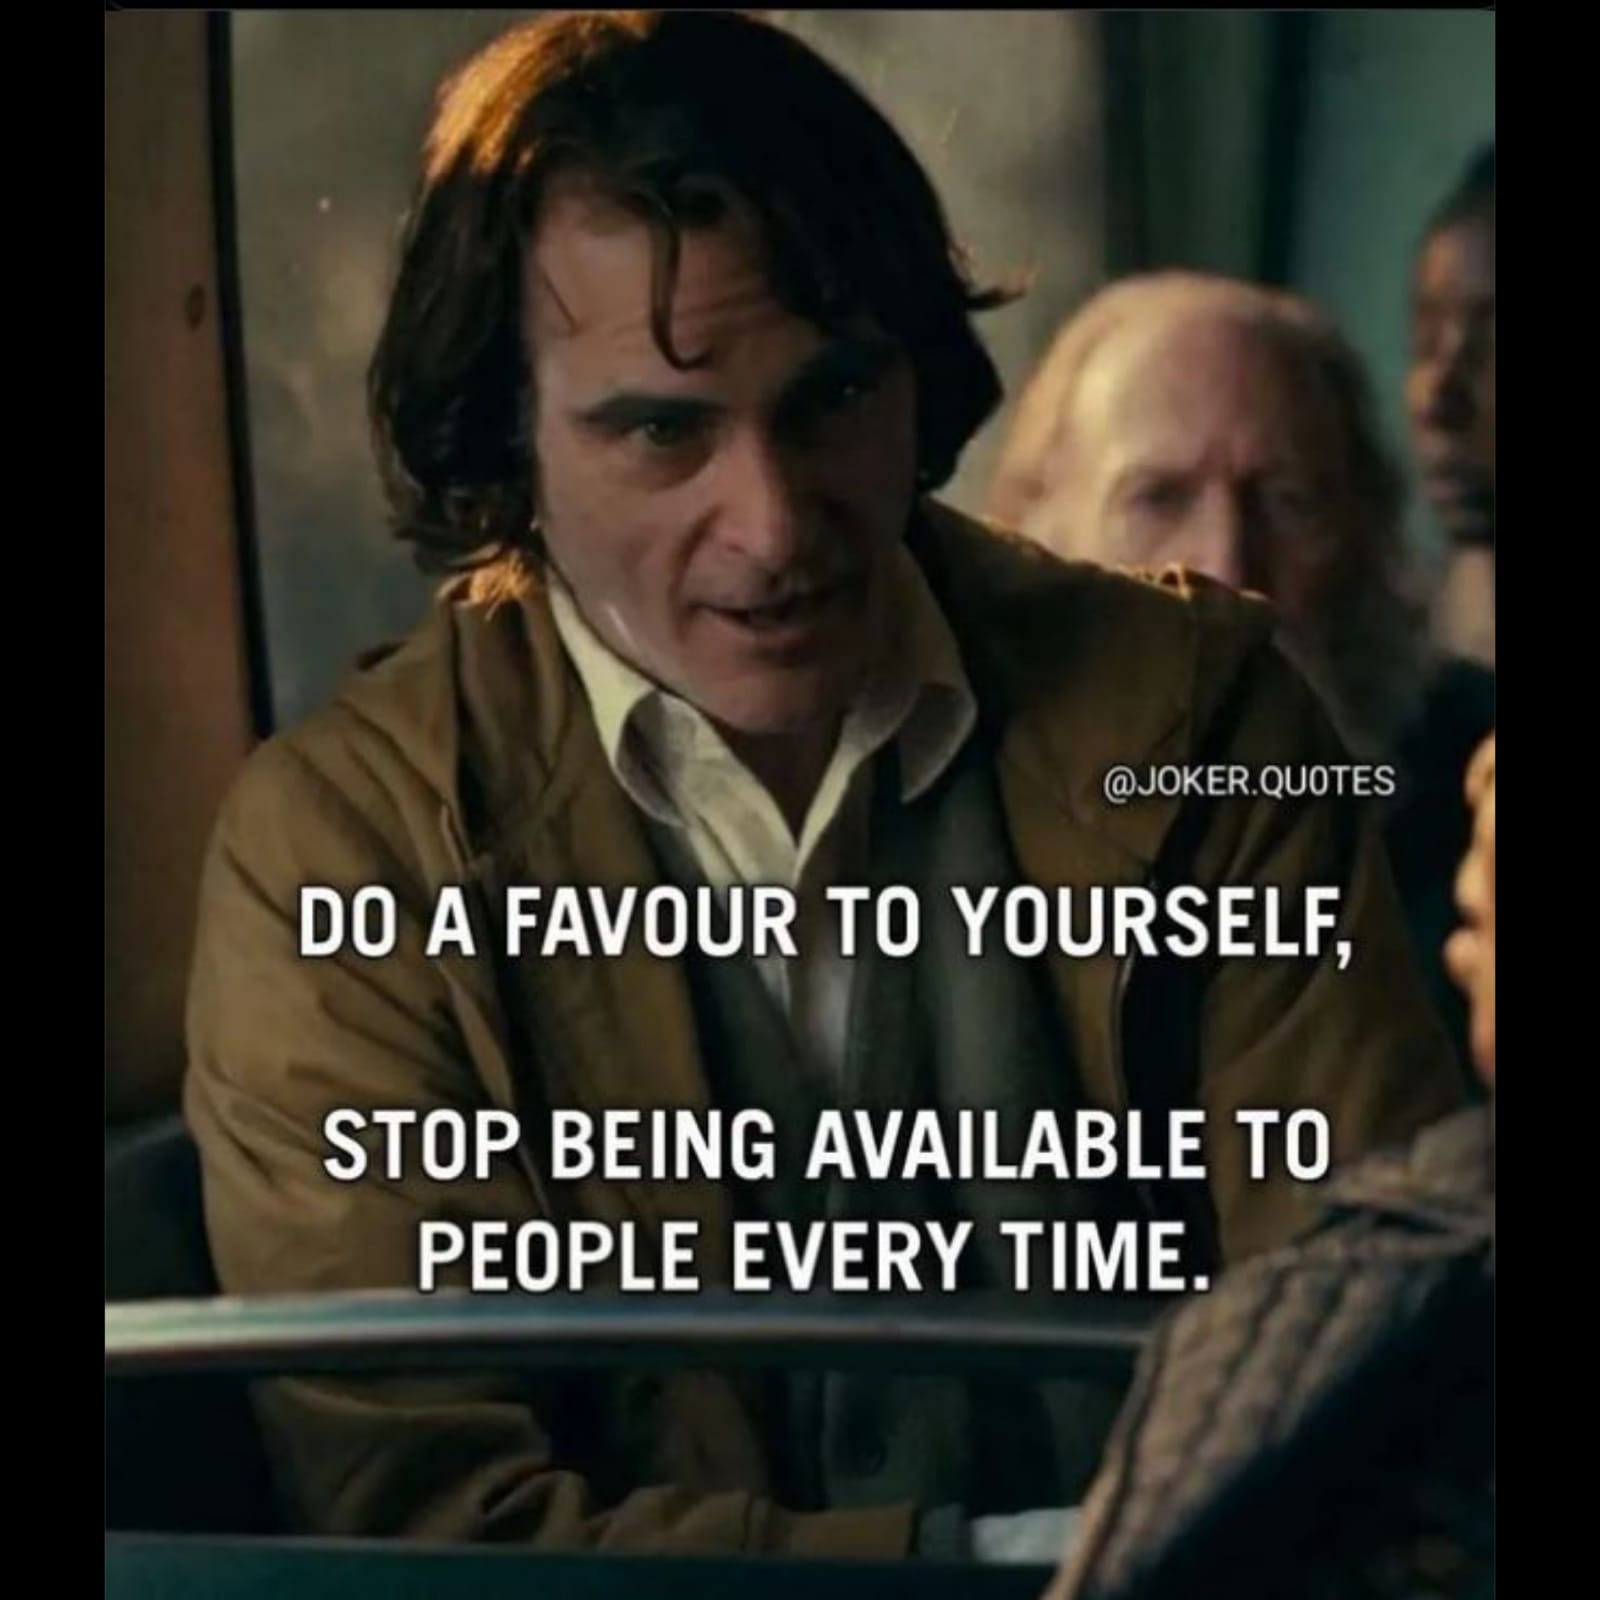 @JOKER.QUOTES
DO A FAVOUR TO YOURSELF,
STOP BEING AVAILABLE TO
PEOPLE EVERY TIME.